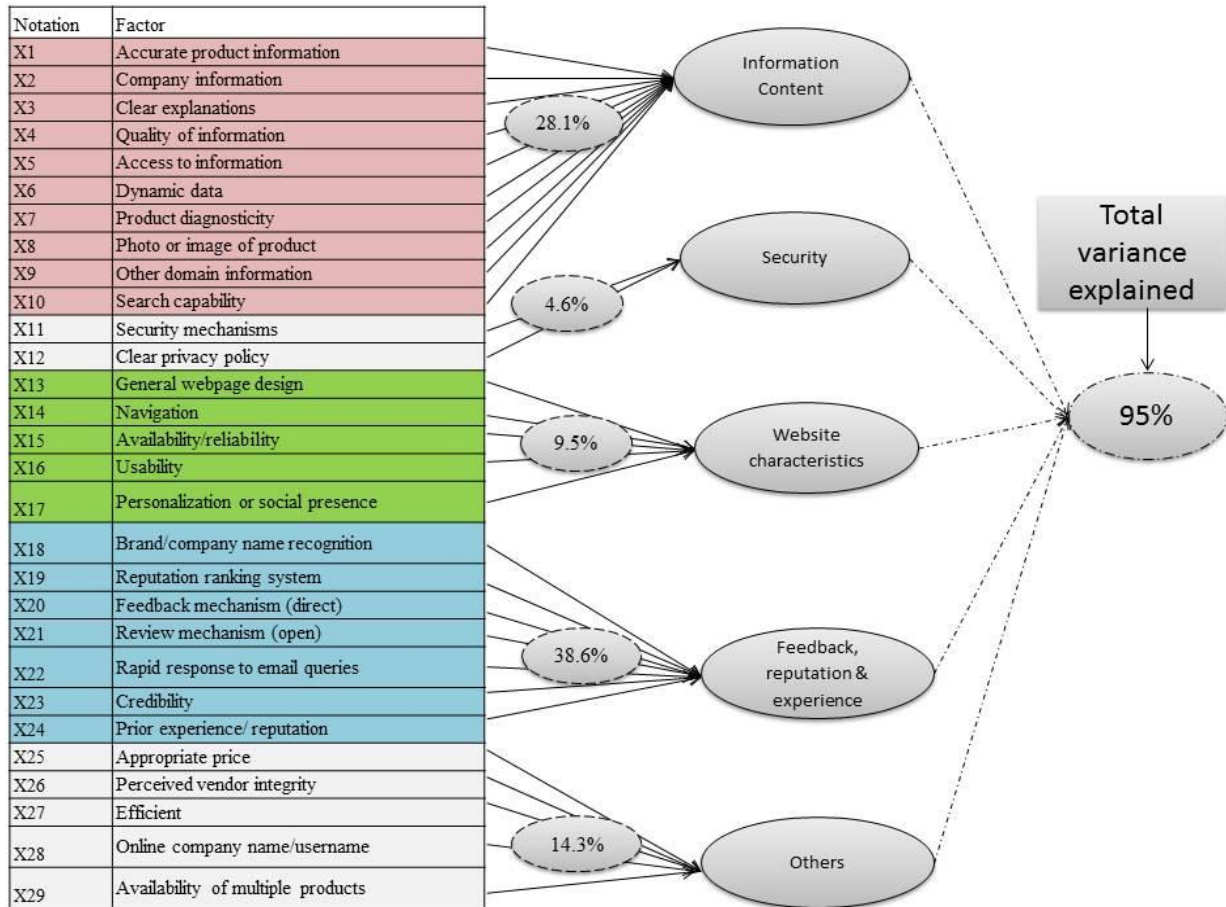 Notation Factor
X1 Accurate product information
X2 Company information
X3 Clear explanations
X4 Quality of information
X5 Access to information
X6 Dynamic data
X7 Product diagnosticity
X8 Photo or image of product
X9 Other domain information
X10 Search capability
X11 Security mechanisms
X12 Clear privacy policy
X13 General webpage design
X14 Navigation
X15 Availability/reliability
X16 Usability
X17 Personalization or social presence
X18 Brand/company name recognition
X19 Reputation ranking system
X20 Feedback mechanism (direct)
X21 Review mechanism (open)
X22 Rapid response to email queries
X23 Credibility
X24 Prior experience/ reputation
X25 Appropriate price
X26 Perceived vendor integrity
X27 Efficient
X28 Online company name/username
X29 Availability of multiple products
28.1%
4.6%
9.5%
38.6%
14.3%
Information
Content
Security
Website
characteristics
Feedback,
reputation &
experience
Others
Total
variance
explained
95%